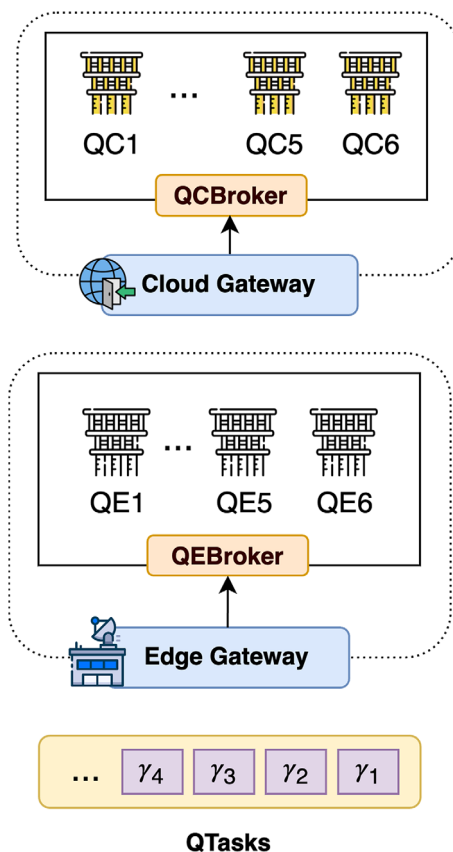 ... 
QC1 QC5 QC6
QCBroker
Cloud Gateway
...
QE1 QE5 QE6
QEBroker
Edge Gateway
... γ4 γ3 γ2 γ1
QTasks